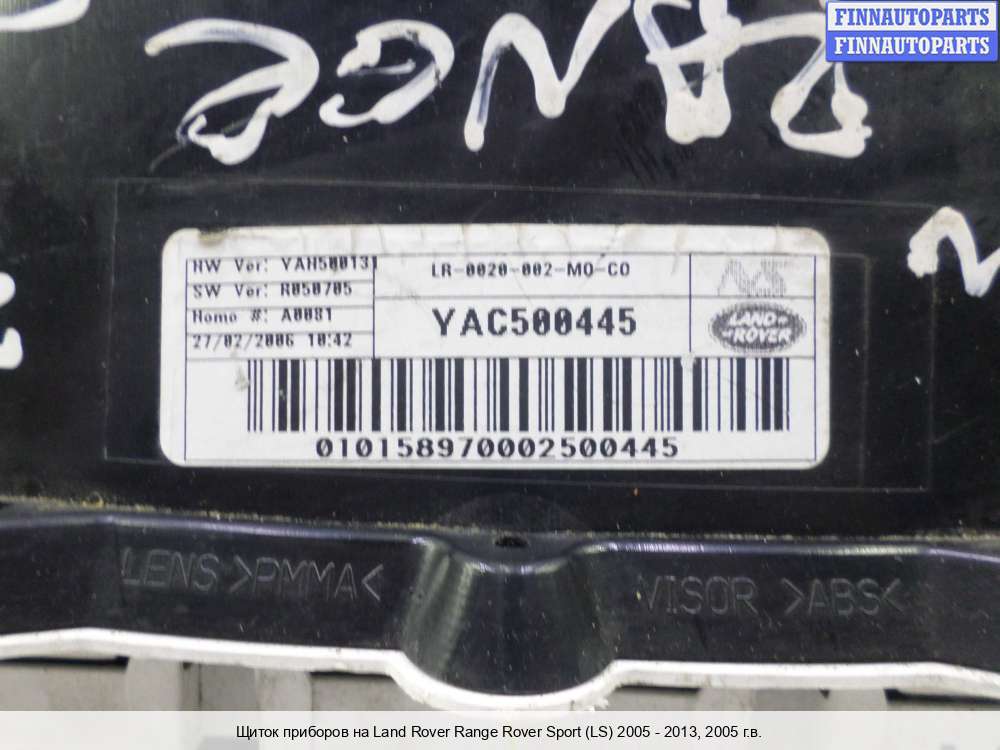 FINNAUTOPARTS
FINNAUTOPARTS
RANGE
HW Ver: YAH500131
SW Ver: R050705
Homo #: A0081
27/02/2006 10:42
LR-0020-002-MO-CO
YAC500445
LAND-
-ROVER
0101589700002500445
LENS >PMMA<
VISOR >ABS<
Щиток приборов на Land Rover Range Rover Sport (LS) 2005 - 2013, 2005 г.в.